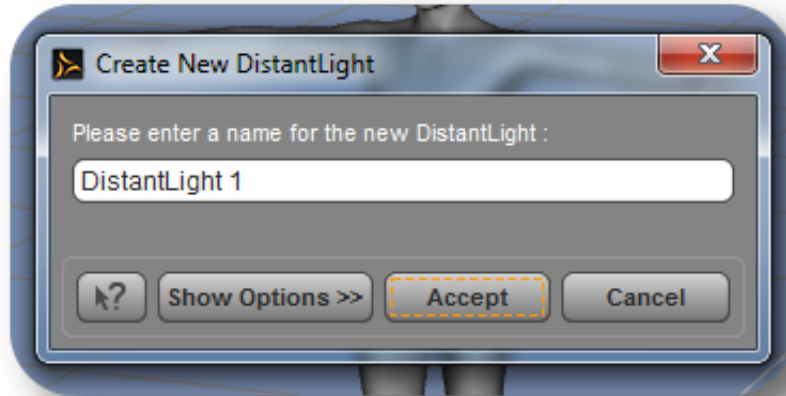 Create New DistantLight
Please enter a name for the new DistantLight :
DistantLight 1
? Show Options >> Accept Cancel